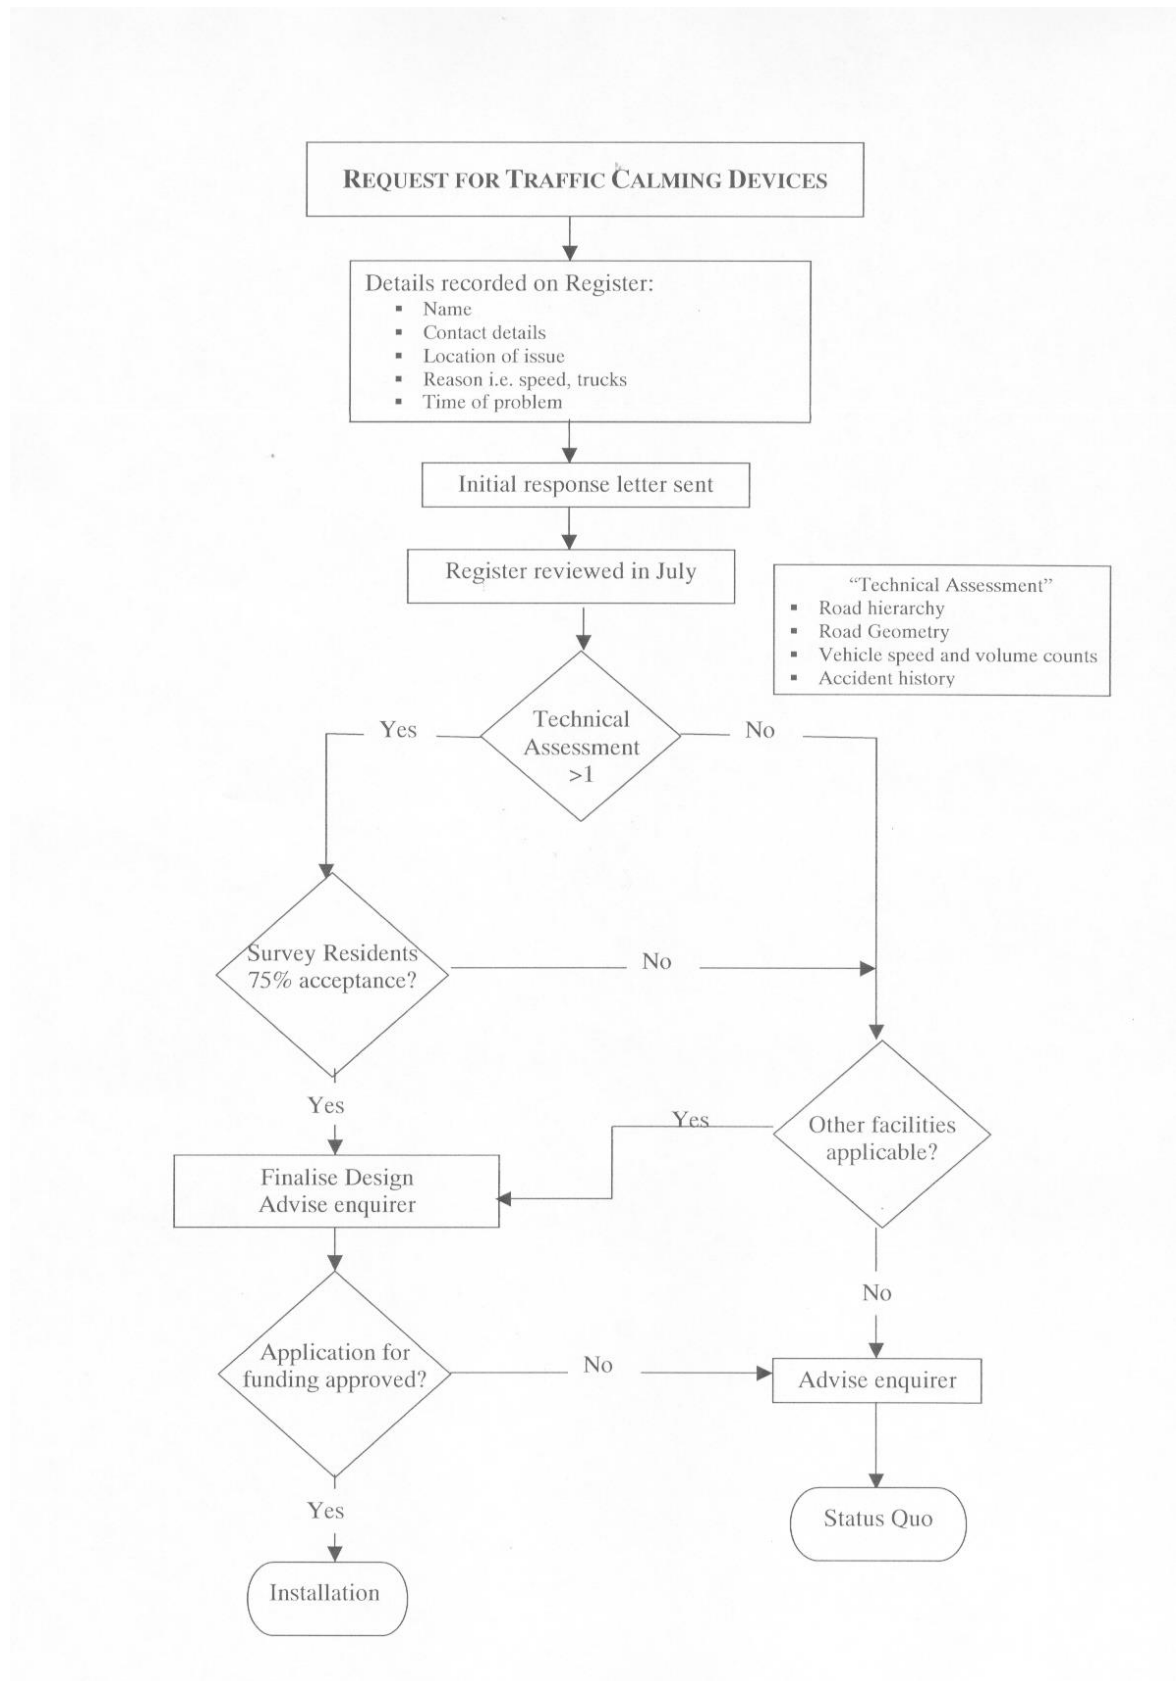 REQUEST FOR TRAFFIC CALMING DEVICES
Details recorded on Register:
▪ Name
▪ Contact details
▪ Location of issue
▪ Reason i.e. speed, trucks
▪ Time of problem
Initial response letter sent
Register reviewed in July
“Technical Assessment”
▪ Road hierarchy
▪ Road Geometry
▪ Vehicle speed and volume counts
▪ Accident history
Yes
Technical
Assessment
>1
No
Survey Residents
75% acceptance?
No
Yes
Yes
Other facilities
applicable?
Finalise Design
Advise enquirer
No
Application for
funding approved?
No
Advise enquirer
Yes
Status Quo
Installation